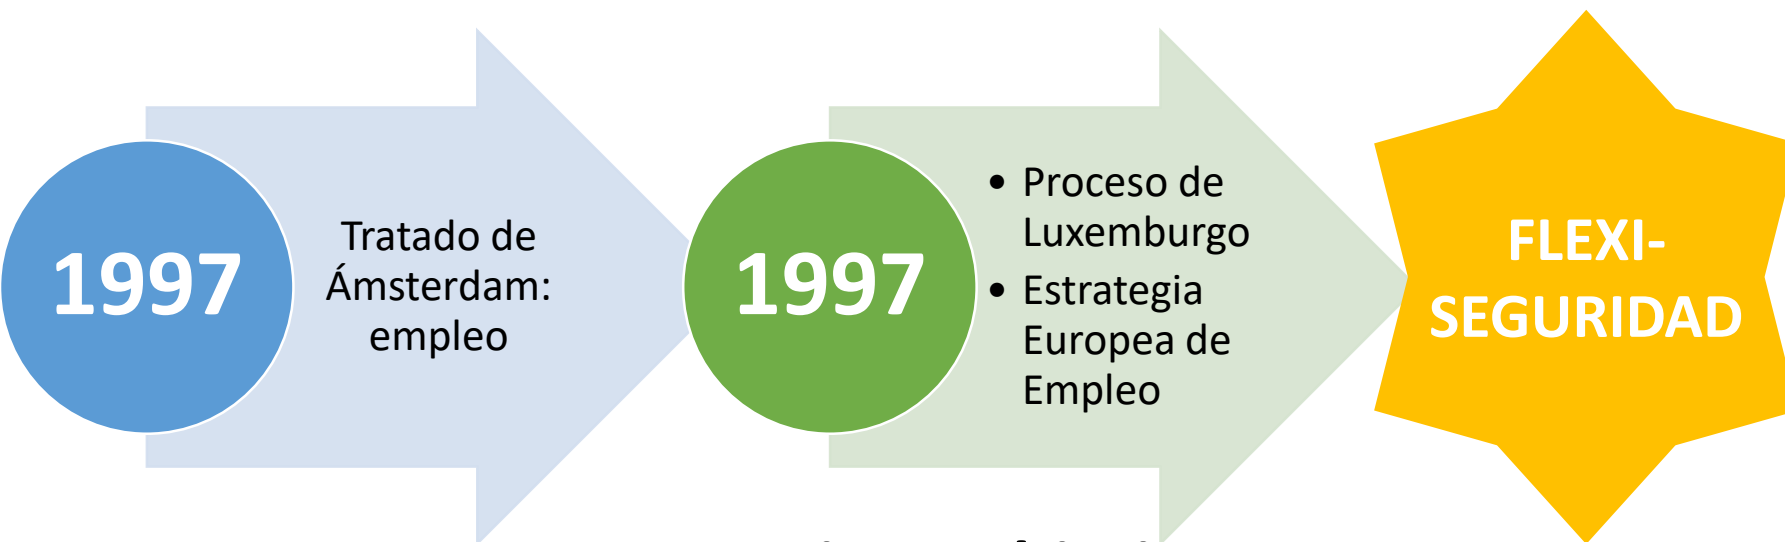 1997
Tratado de
Ámsterdam:
empleo
1997
• Proceso de
Luxemburgo
• Estrategia
Europea de
Empleo
FLEXI-
SEGURIDAD